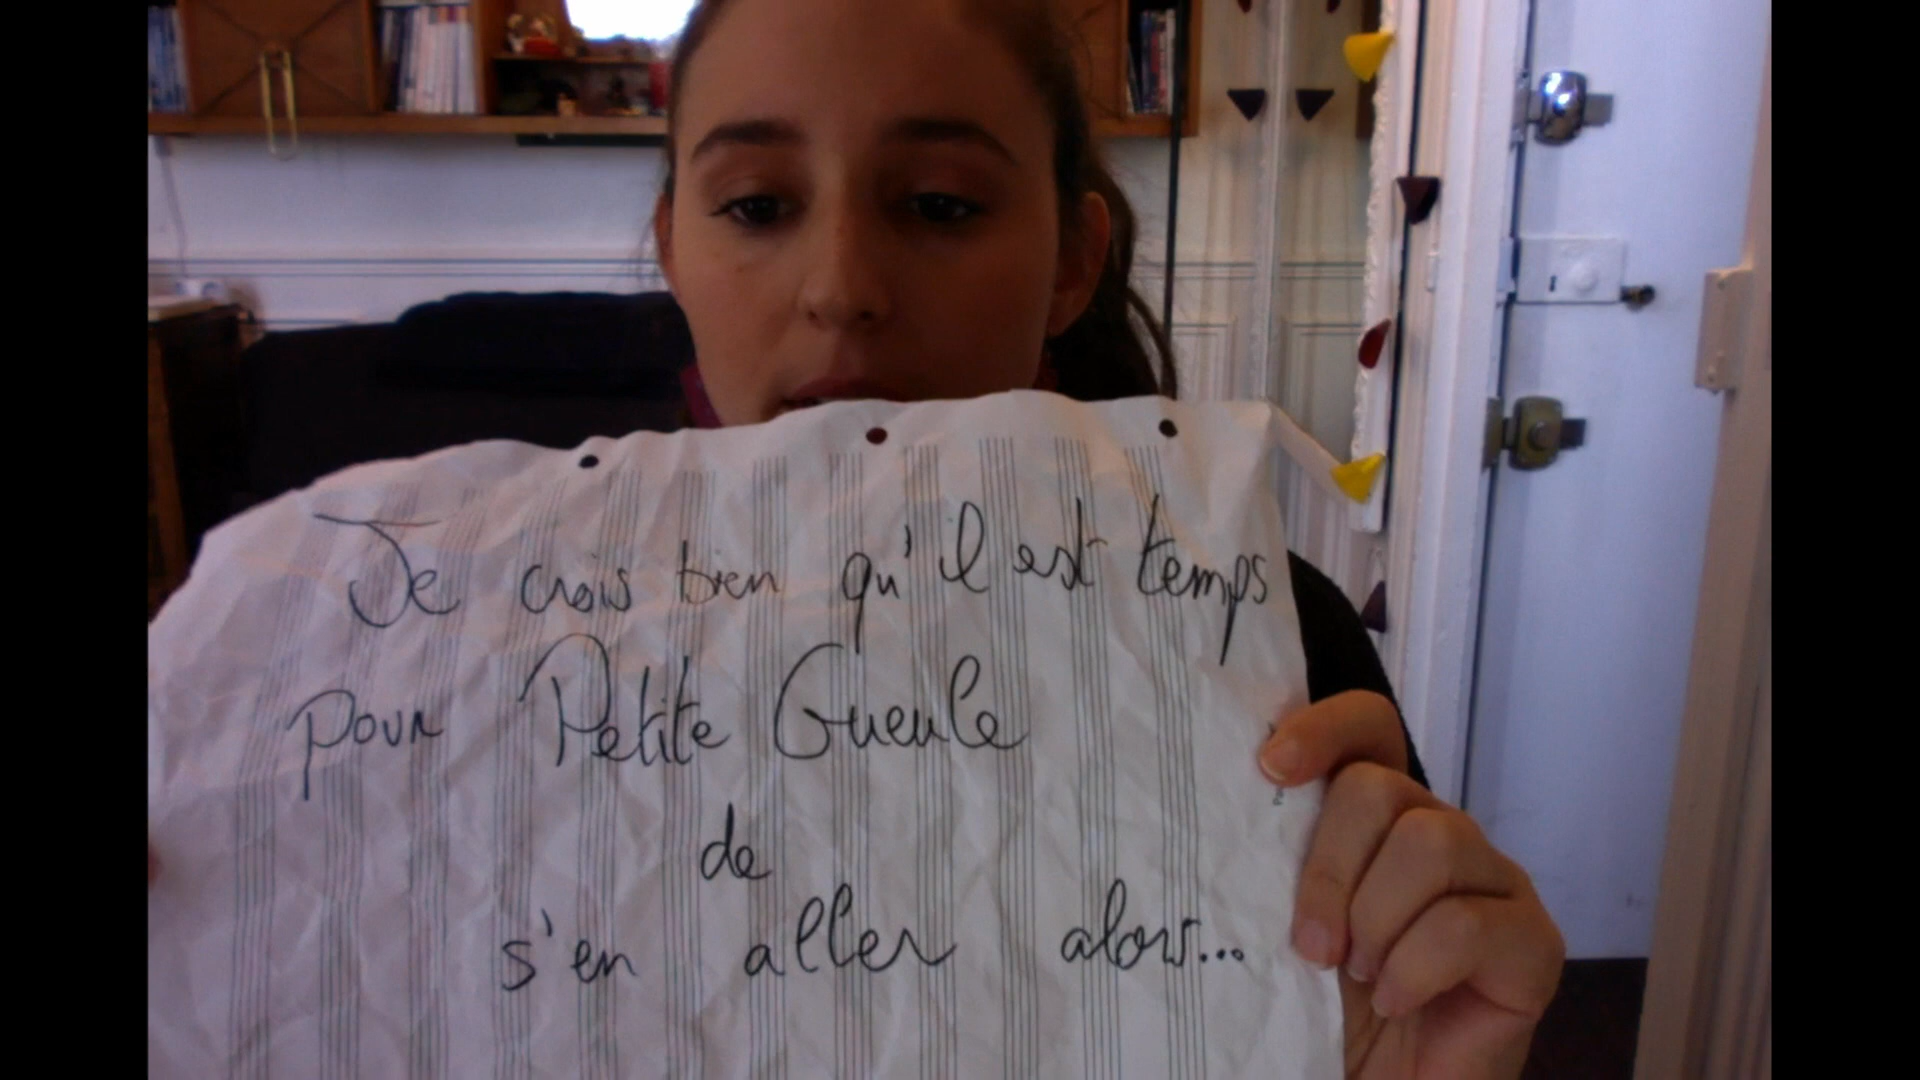 Je crois bien qu'il est temps
pour Petite Gueule
de
s'en aller alors...